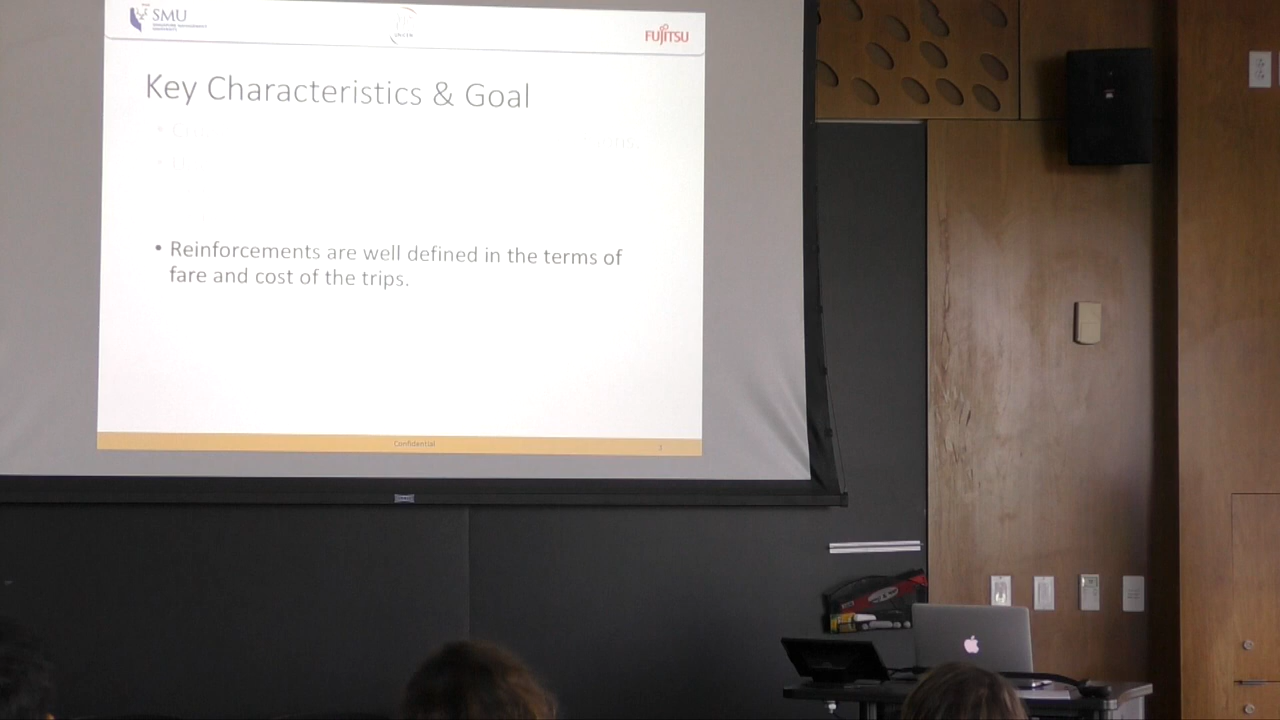 SMU
FUJITSU
Key Characteristics & Goal
• Reinforcements are well defined in the terms of
fare and cost of the trips.
Confidential